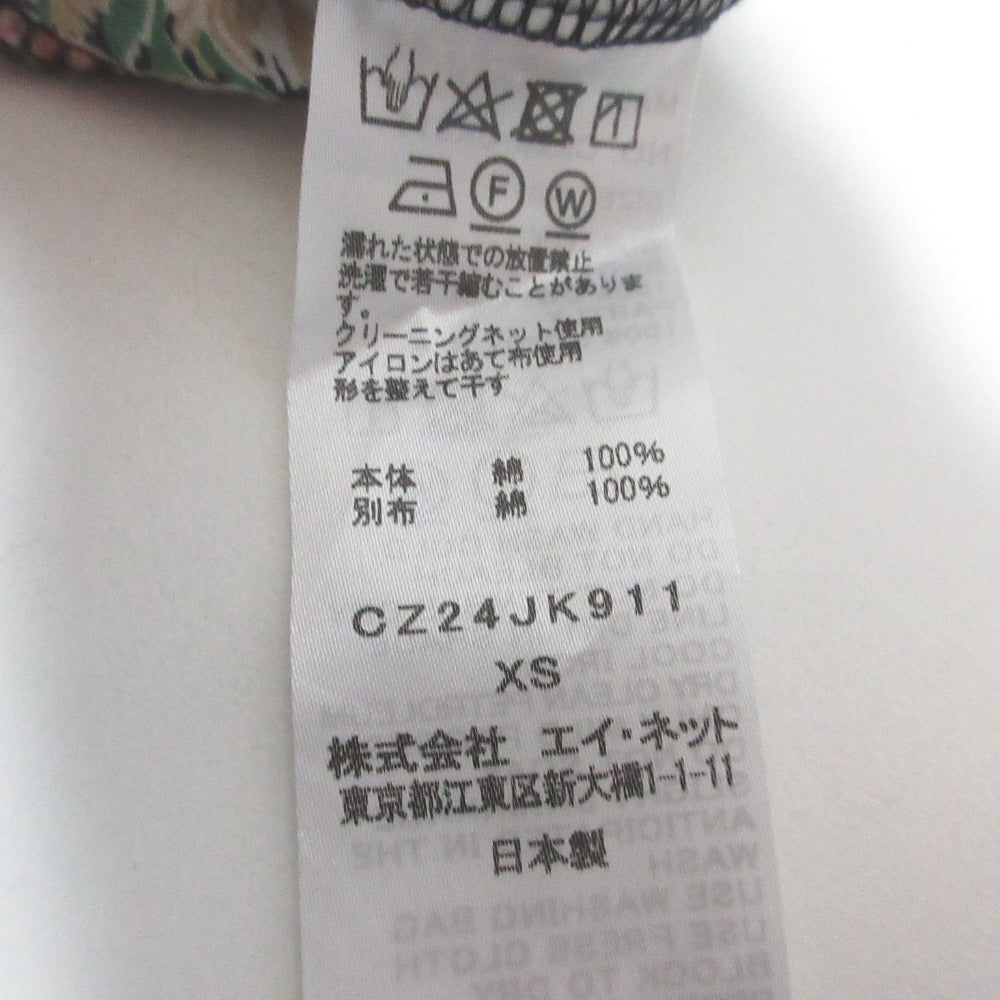 F W
濡れた状態での放置禁止
洗濯で若干縮むことがありま
す。
クリーニングネット使用
アイロンはあて布使用
形を整えて干す
本体 綿 100%
別布 綿 100%
CZ24JK911
XS
株式会社 エイ・ネット
東京都江東区新大橋1-1-11
日本製